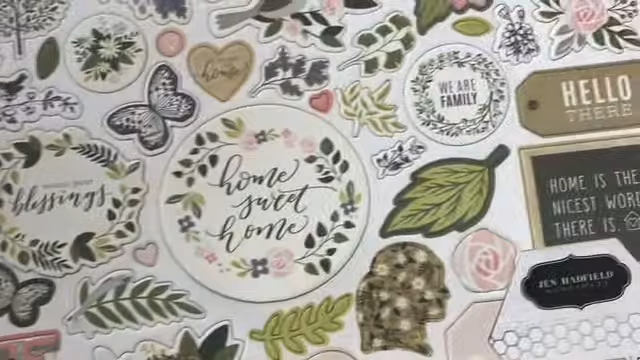 home
WE ARE
FAMILY
HELLO
THERE
blessings
home
sweet
home
HOME IS THE
NICEST WORD
THERE IS.
JEN HADFIELD